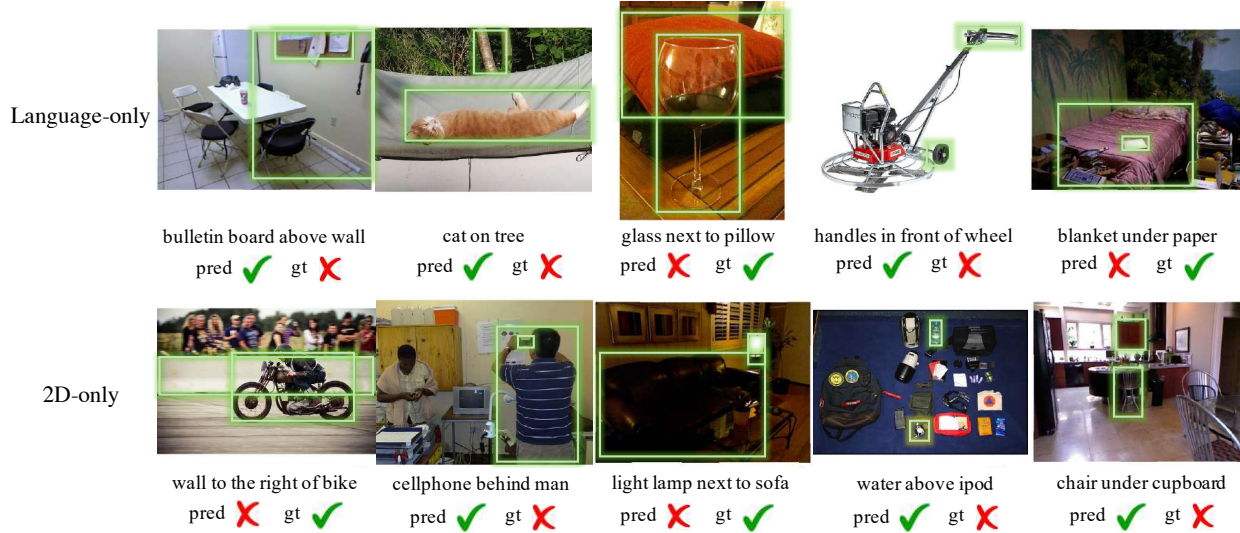 Language-only
bulletin board above wall
pred gt
cat on tree
pred gt
glass next to pillow
pred gt
handles in front of wheel
pred gt
blanket under paper
pred gt
2D-only
wall to the right of bike
pred gt
cellphone behind man
pred gt
light lamp next to sofa
pred gt
water above ipod
pred gt
chair under cupboard
pred gt